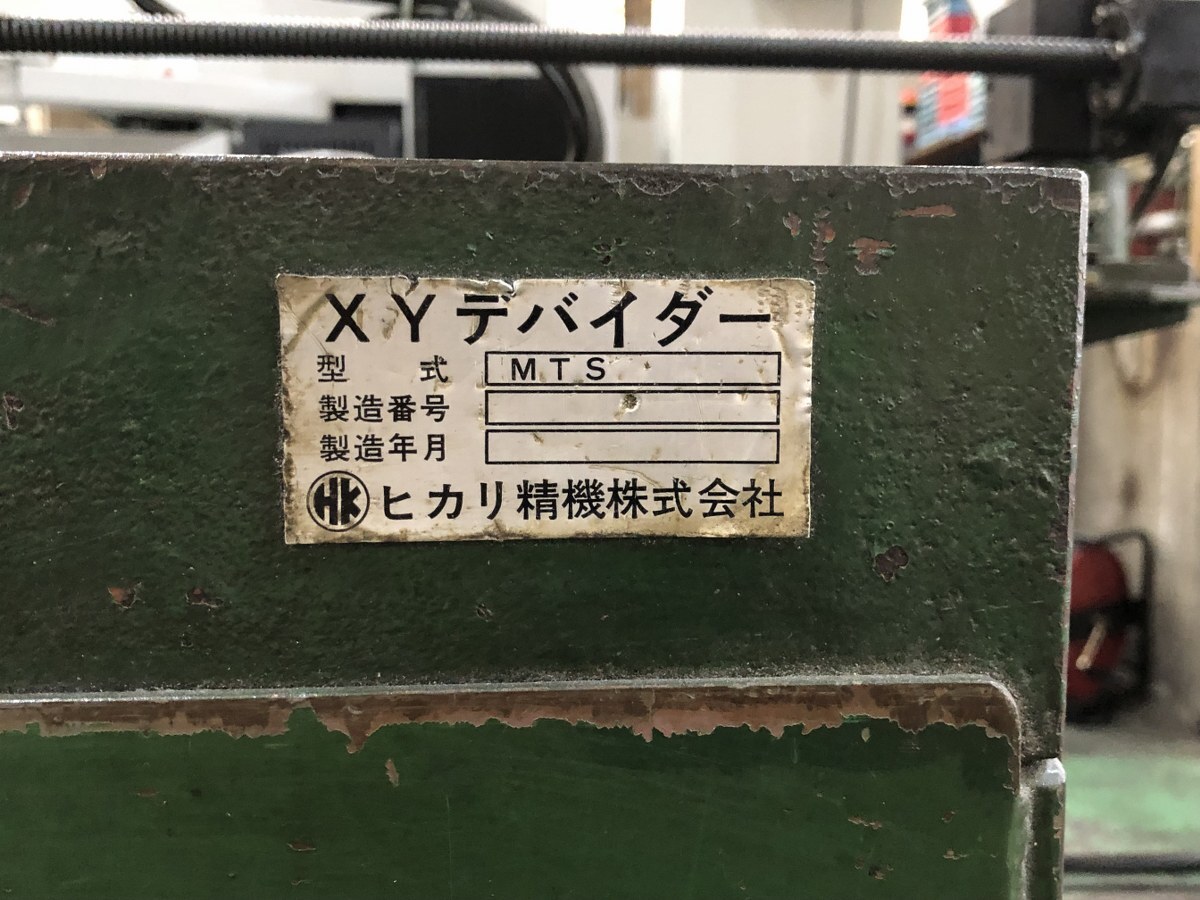 XYデバイダー
型式 MTS
製造番号
製造年月
HK ヒカリ精機株式会社